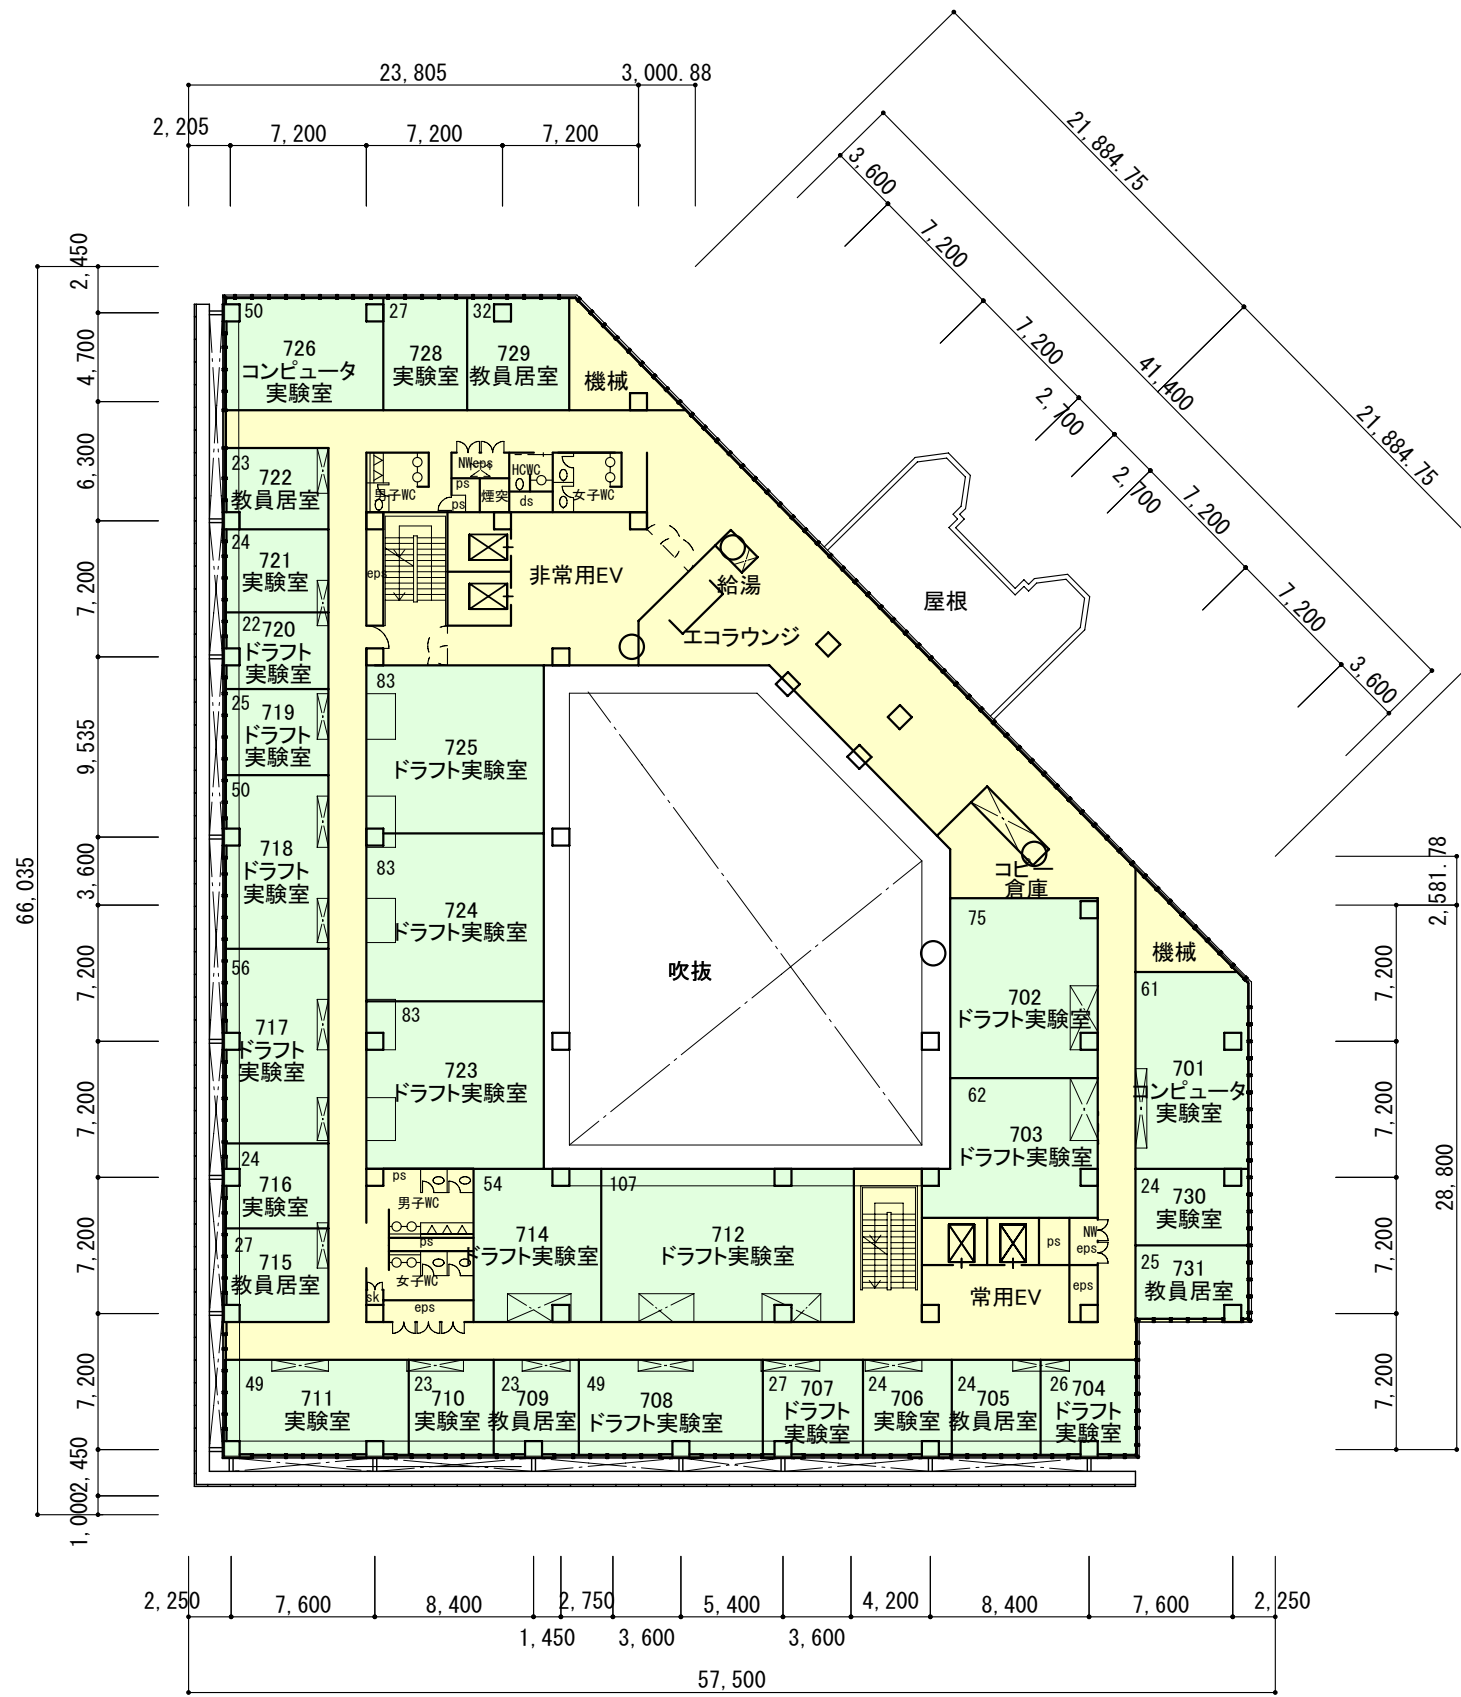 23,805
3,000.88
2,205
7,200
7,200
7,200
21,884.75
3,600
7,200
7,200
41,400
2,700
2,700
21,884.75
7,200
7,200
3,600
2,450
4,700
6,300
7,200
9,535
3,600
66,035
7,200
7,200
7,200
7,200
2,450
1,000
50
726
コンピュータ
実験室
27
728
実験室
32
729
教員居室
機械
23
722
教員居室
男子WC
NWeps
ps
ps
煙突
HCWC
ds
女子WC
24
721
実験室
eps
非常用EV
給湯
エコラウンジ
屋根
22
720
ドラフト
実験室
25
719
ドラフト
実験室
83
725
ドラフト実験室
50
718
ドラフト
実験室
83
724
ドラフト実験室
コピー
倉庫
75
702
ドラフト実験室
機械
吹抜
56
717
ドラフト
実験室
83
723
ドラフト実験室
61
701
コンピュータ
実験室
62
703
ドラフト実験室
24
716
実験室
ps
男子WC
ps
女子WC
sk
eps
54
714
ドラフト実験室
107
712
ドラフト実験室
24
730
実験室
ps
NW
eps
eps
常用EV
27
715
教員居室
25
731
教員居室
49
711
実験室
23
710
実験室
23
709
教員居室
49
708
ドラフト実験室
27
707
ドラフト
実験室
24
706
実験室
24
705
教員居室
26
704
ドラフト
実験室
2,581.78
7,200
7,200
28,800
7,200
7,200
2,250
7,600
8,400
2,750
5,400
4,200
8,400
7,600
2,250
1,450
3,600
3,600
57,500